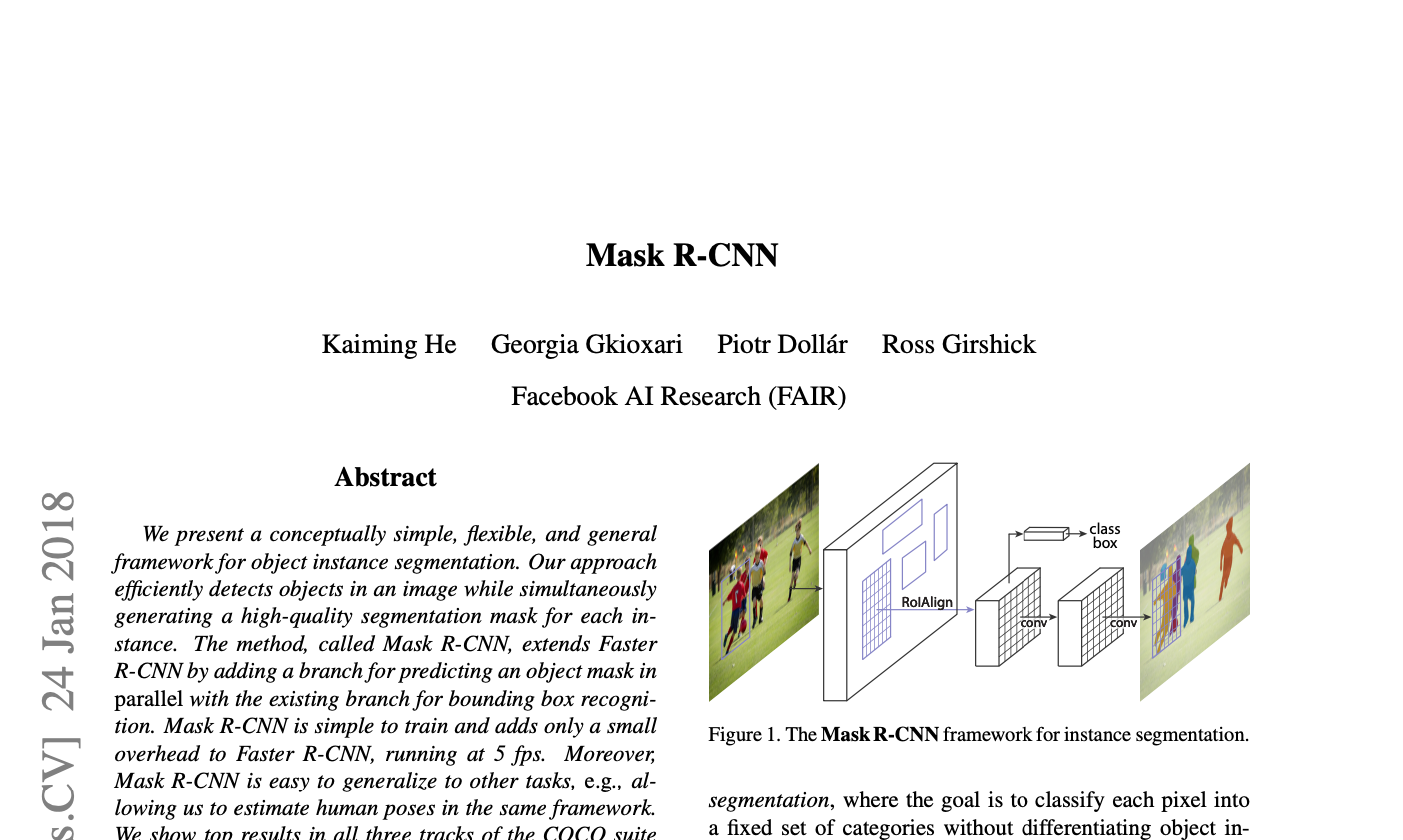 Mask R-CNN
Kaiming He Georgia Gkioxari Piotr Dollár Ross Girshick
Facebook AI Research (FAIR)
s.CV] 24 Jan 2018
Abstract
We present a conceptually simple, flexible, and general
framework for object instance segmentation. Our approach
efficiently detects objects in an image while simultaneously
generating a high-quality segmentation mask for each in-
stance. The method, called Mask R-CNN, extends Faster
R-CNN by adding a branch for predicting an object mask in
parallel with the existing branch for bounding box recogni-
tion. Mask R-CNN is simple to train and adds only a small
overhead to Faster R-CNN, running at 5 fps. Moreover,
Mask R-CNN is easy to generalize to other tasks, e.g., al-
lowing us to estimate human poses in the same framework.
We show top results in all three tracks of the COCO suite
class
box
RoIAlign
conv
conv
Figure 1. The Mask R-CNN framework for instance segmentation.
segmentation, where the goal is to classify each pixel into
a fixed set of categories without differentiating object in-